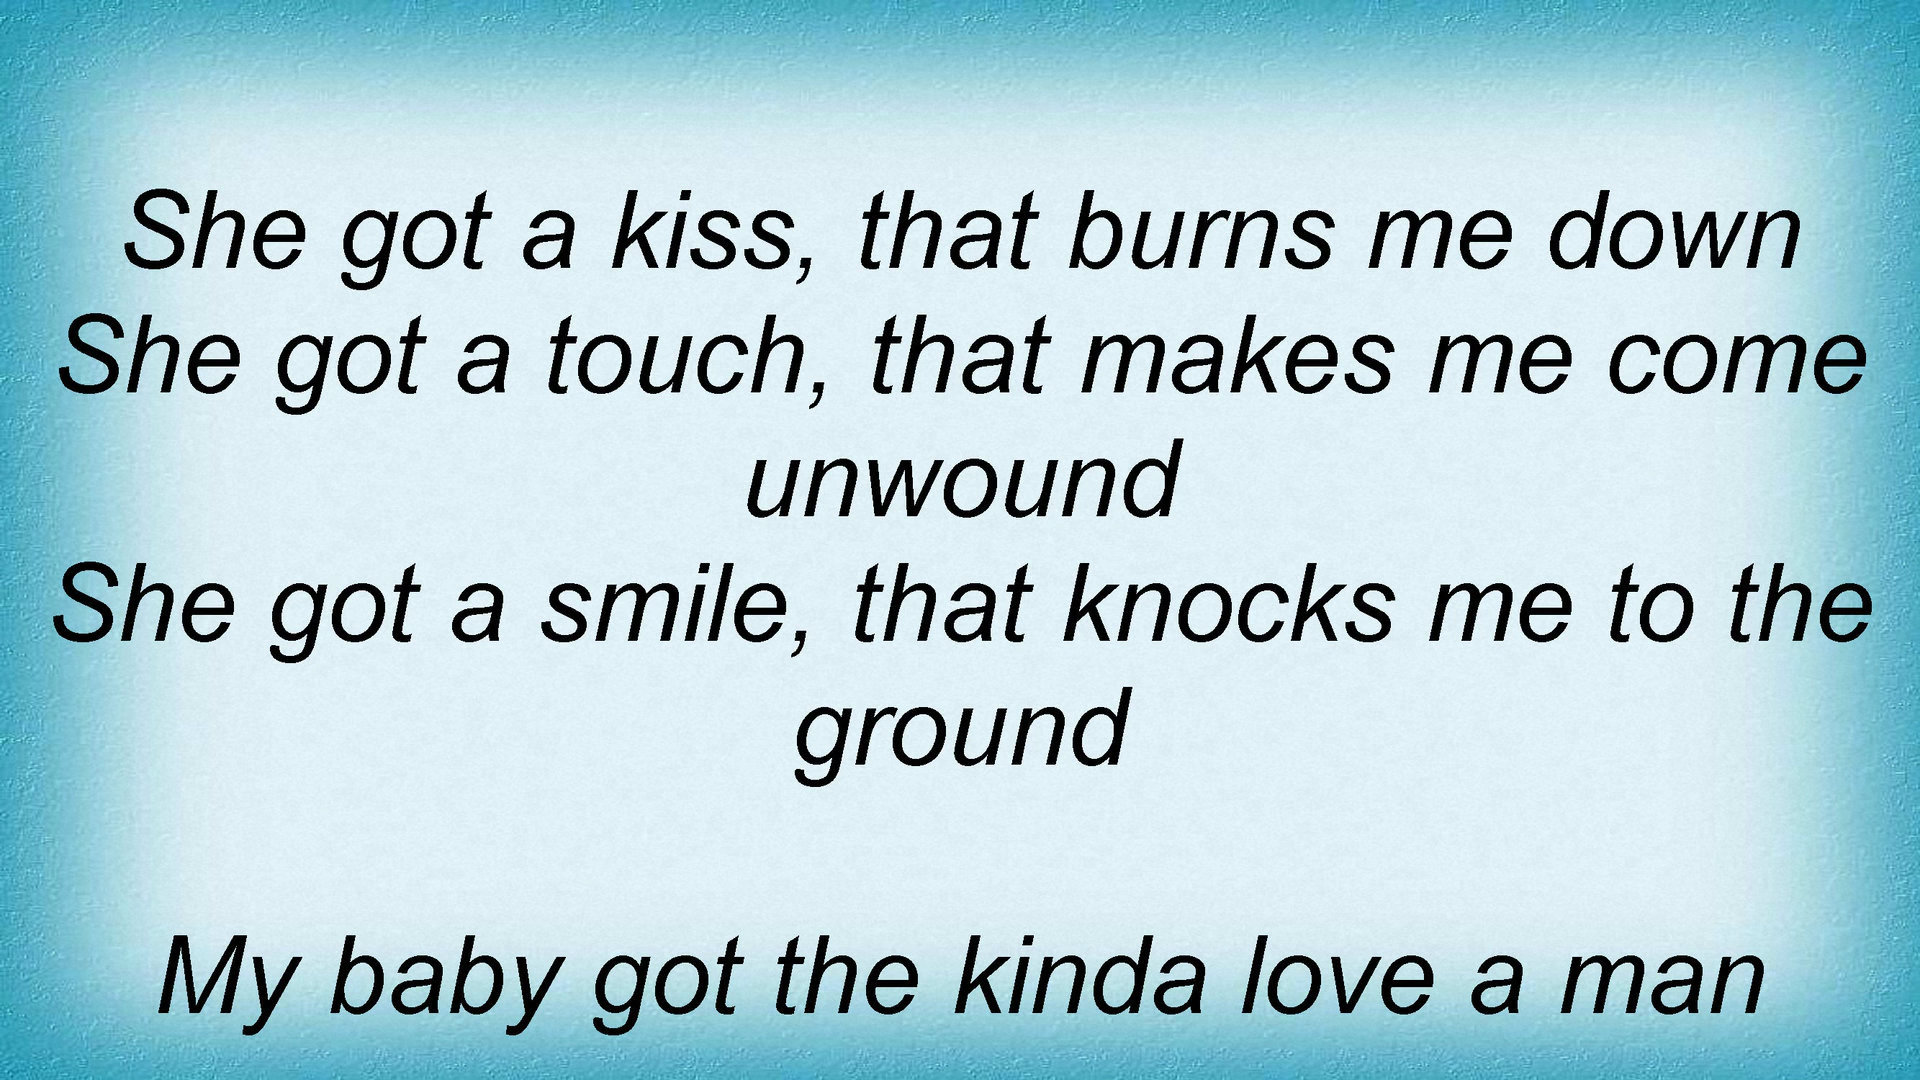 She got a kiss, that burns me down
She got a touch, that makes me come
unwound
She got a smile, that knocks me to the
ground
My baby got the kinda love a man